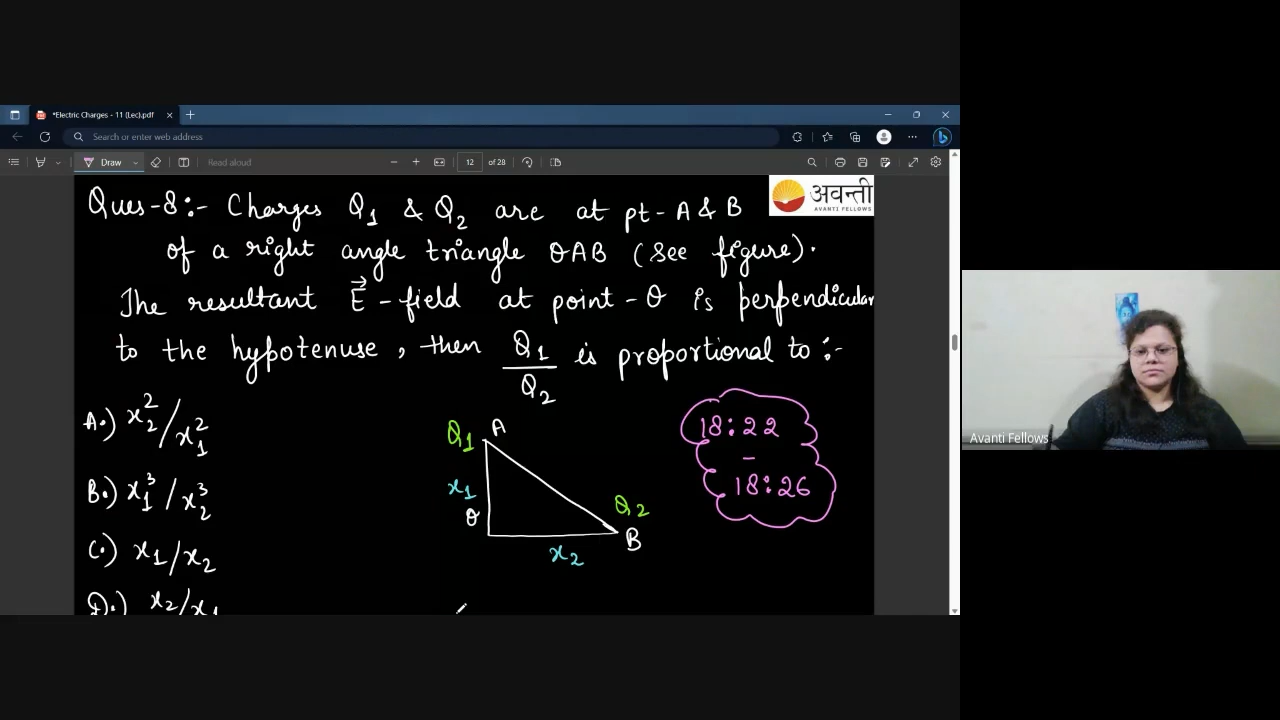 *Electric Charges - 11 (Lec).pdf
Search or enter web address
Draw
Read aloud
12 of 28
अवन्ती
AVANTI FELLOWS
Ques-8:- Charges Q1 & Q2 are at pt-A & B
of a right angle triangle OAB (See figure).
The resultant E⃗-field at point-O is perpendicular
to the hypotenuse, then Q1/Q2 is proportional to :-
A.) x2²/x1²
B.) x1³/x2³
C.) x1/x2
D.) x2/x1
Q1 A
x1
O
Q2
B
x2
18:22
-
18:26
Avanti Fellows